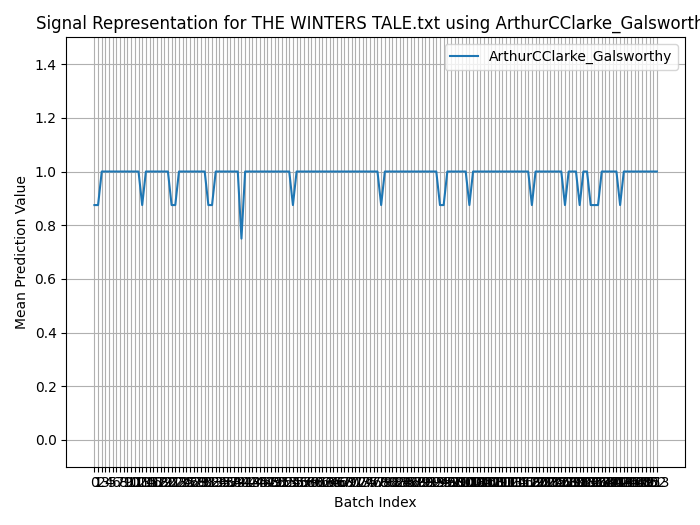 Signal Representation for THE WINTERS TALE.txt using ArthurCClarke_Galsworth
ArthurCClarke_Galsworthy
1.4
1.2
1.0
0.8
0.6
0.4
0.2
0.0
Mean Prediction Value
Batch Index